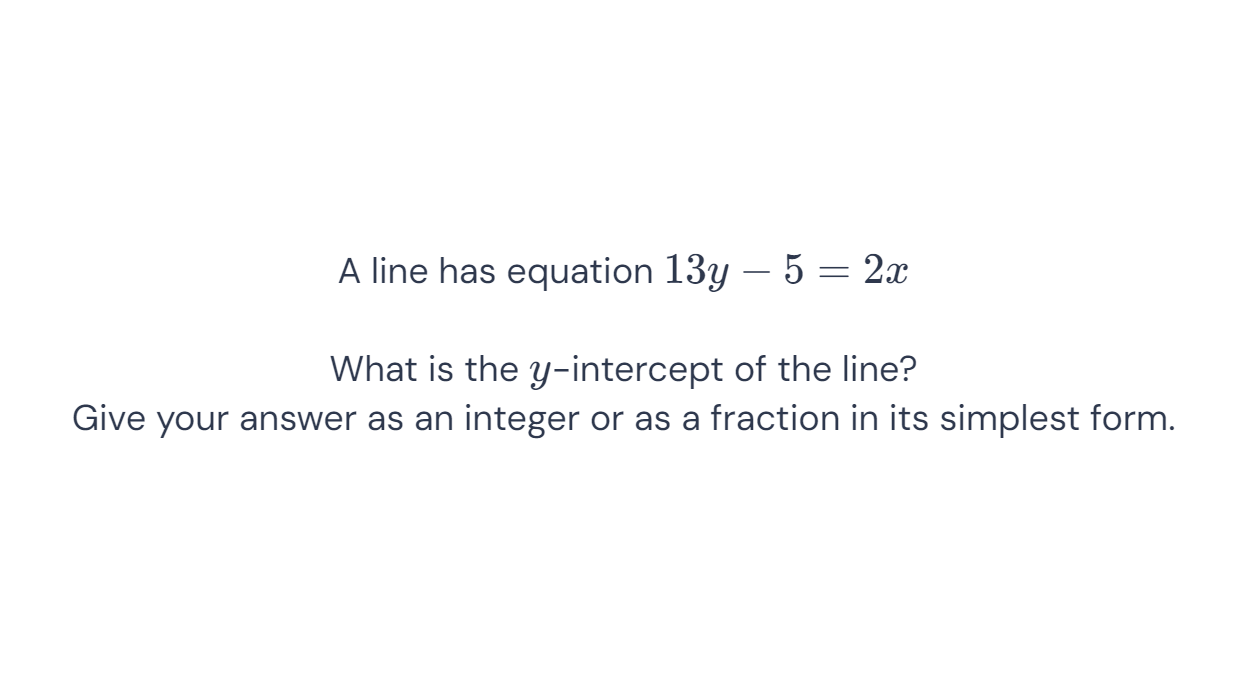 A line has equation 13y − 5 = 2x
What is the y-intercept of the line?
Give your answer as an integer or as a fraction in its simplest form.